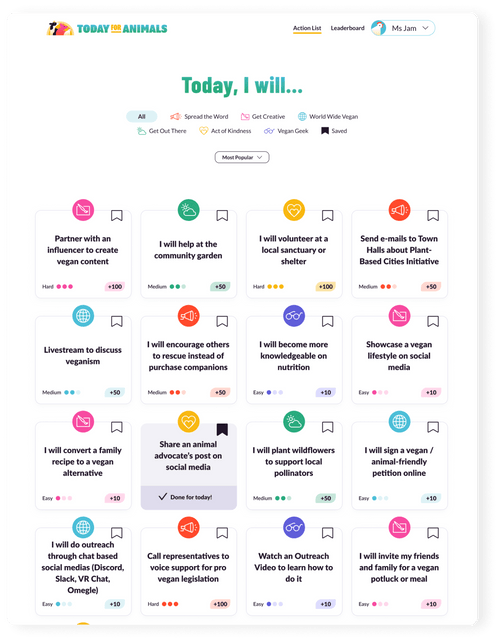 TODAY FOR ANIMALS
Action List
Leaderboard
Ms Jam
Today, I will...
All
Spread the Word
Get Creative
World Wide Vegan
Get Out There
Act of Kindness
Vegan Geek
Saved
Most Popular
Partner with an
influencer to create
vegan content
Hard
+100
I will help at the
community garden
Medium
+50
I will volunteer at a
local sanctuary or
shelter
Hard
+100
Send e-mails to Town
Halls about Plant-
Based Cities Initiative
Medium
+50
Livestream to discuss
veganism
Medium
+50
I will encourage others
to rescue instead of
purchase companions
Medium
+50
I will become more
knowledgeable on
nutrition
Easy
+10
Showcase a vegan
lifestyle on social
media
Easy
+10
I will convert a family
recipe to a vegan
alternative
Easy
+10
Share an animal
advocate's post on
social media
Done for today!
I will plant wildflowers
to support local
pollinators
Medium
+50
I will sign a vegan /
animal-friendly
petition online
Easy
+10
I will do outreach
through chat based
social medias (Discord,
Slack, VR Chat,
Omegle)
Easy
+10
Call representatives to
voice support for pro
vegan legislation
Hard
+100
Watch an Outreach
Video to learn how to
do it
Easy
+10
I will invite my friends
and family for a vegan
potluck or meal
Easy
+10